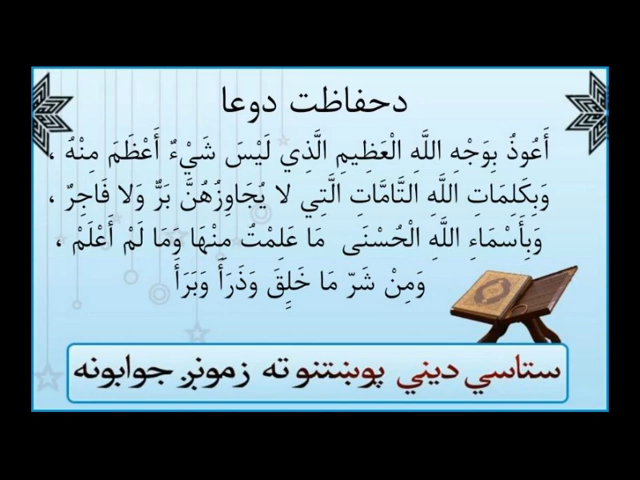 دحفاظت دوعا
أَعُوذُ بِوَجْهِ اللَّهِ الْعَظِيمِ الَّذِي لَيْسَ شَيْءٌ أَعْظَمَ مِنْهُ ،
وَبِكَلِمَاتِ اللَّهِ التَّامَّاتِ الَّتِي لا يُجَاوِزُهُنَّ بَرٌّ وَلا فَاجِرٌ ،
وَبِأَسْمَاءِ اللَّهِ الْحُسْنَى مَا عَلِمْتُ مِنْهَا وَمَا لَمْ أَعْلَمْ ،
وَمِنْ شَرِّ مَا خَلِقَ وَذَرَأَ وَبَرَأَ
ستاسي ديني پوښتنو ته زمونږ جوابونه